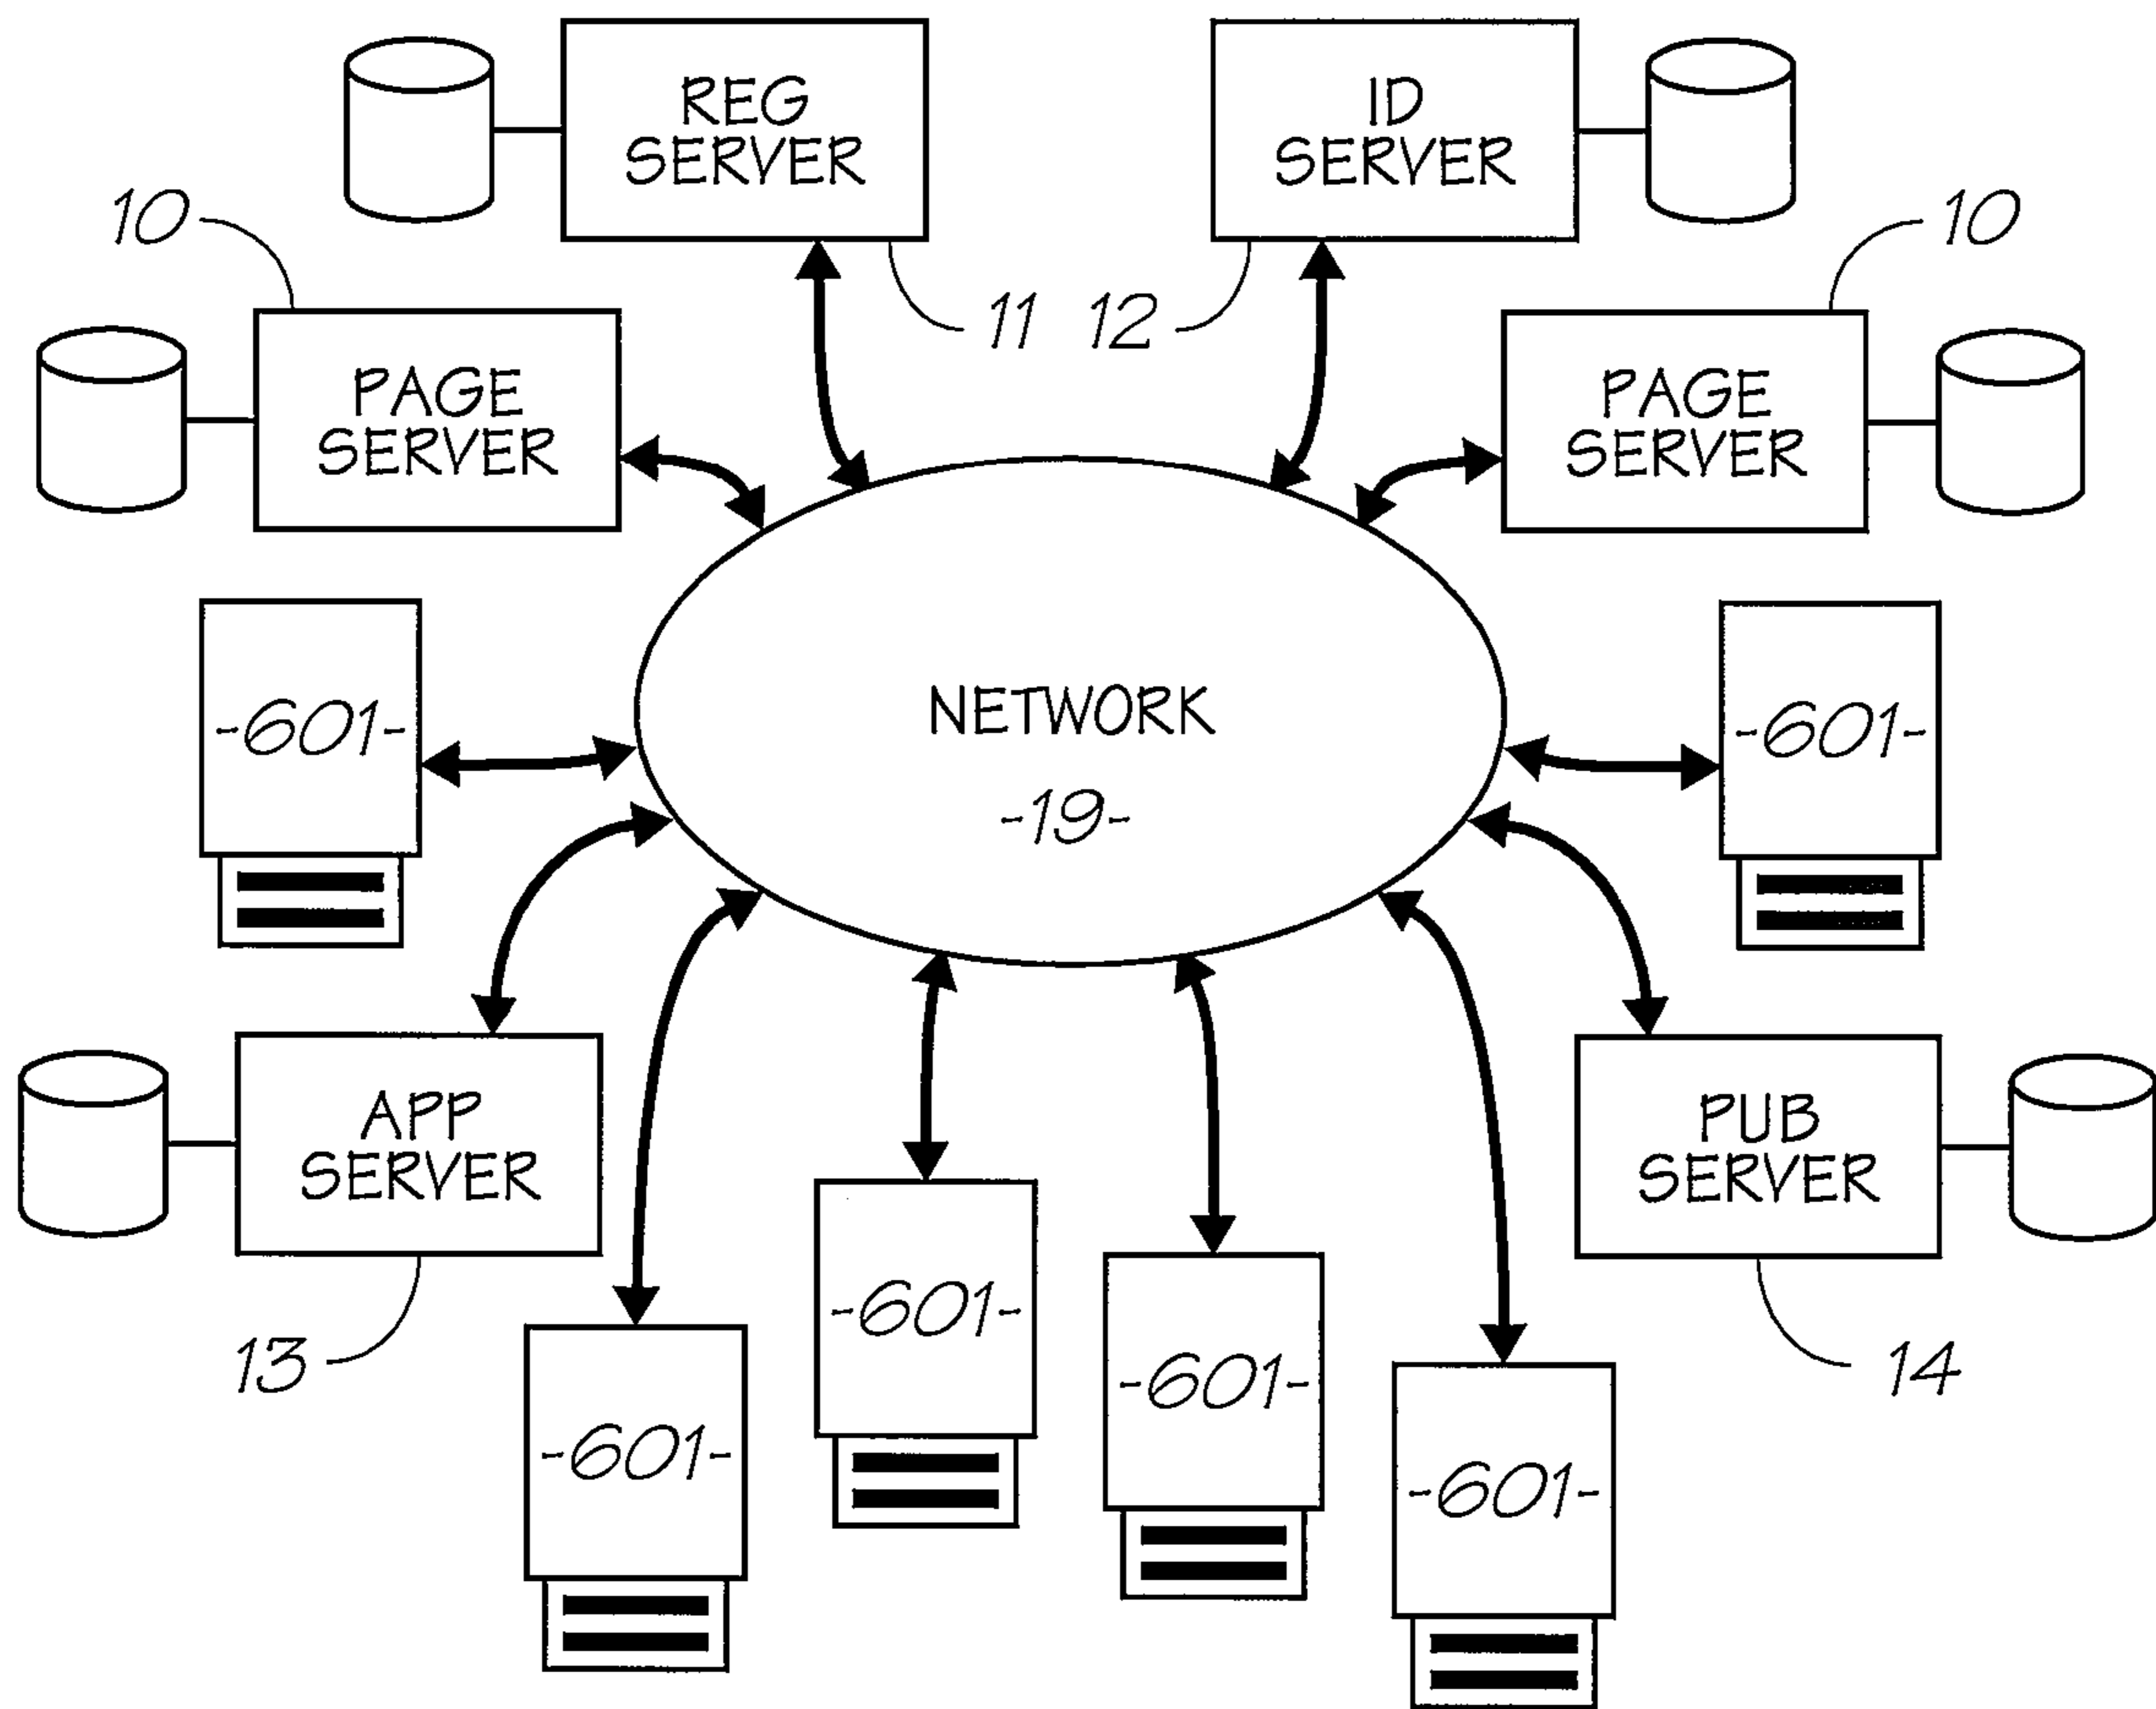 REG
SERVER
ID
SERVER
10
10
11
12
PAGE
SERVER
PAGE
SERVER
-601-
NETWORK
-19-
-601-
APP
SERVER
PUB
SERVER
13
-601-
-601-
-601-
-601-
14